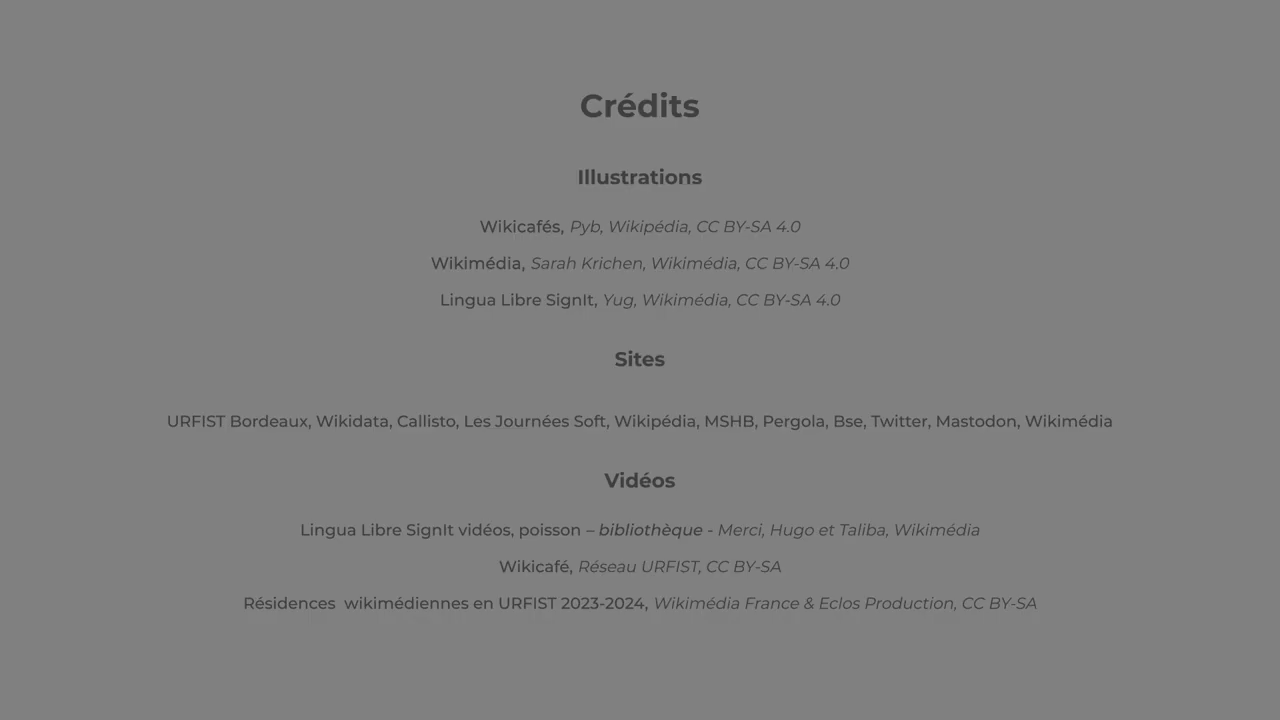 Crédits
Illustrations
Wikicafés, Pyb, Wikipédia, CC BY-SA 4.0
Wikimédia, Sarah Krichen, Wikimédia, CC BY-SA 4.0
Lingua Libre SignIt, Yug, Wikimédia, CC BY-SA 4.0
Sites
URFIST Bordeaux, Wikidata, Callisto, Les Journées Soft, Wikipédia, MSHB, Pergola, Bse, Twitter, Mastodon, Wikimédia
Vidéos
Lingua Libre SignIt vidéos, poisson – bibliothèque - Merci, Hugo et Taliba, Wikimédia
Wikicafé, Réseau URFIST, CC BY-SA
Résidences  wikimédiennes en URFIST 2023-2024, Wikimédia France & Eclos Production, CC BY-SA